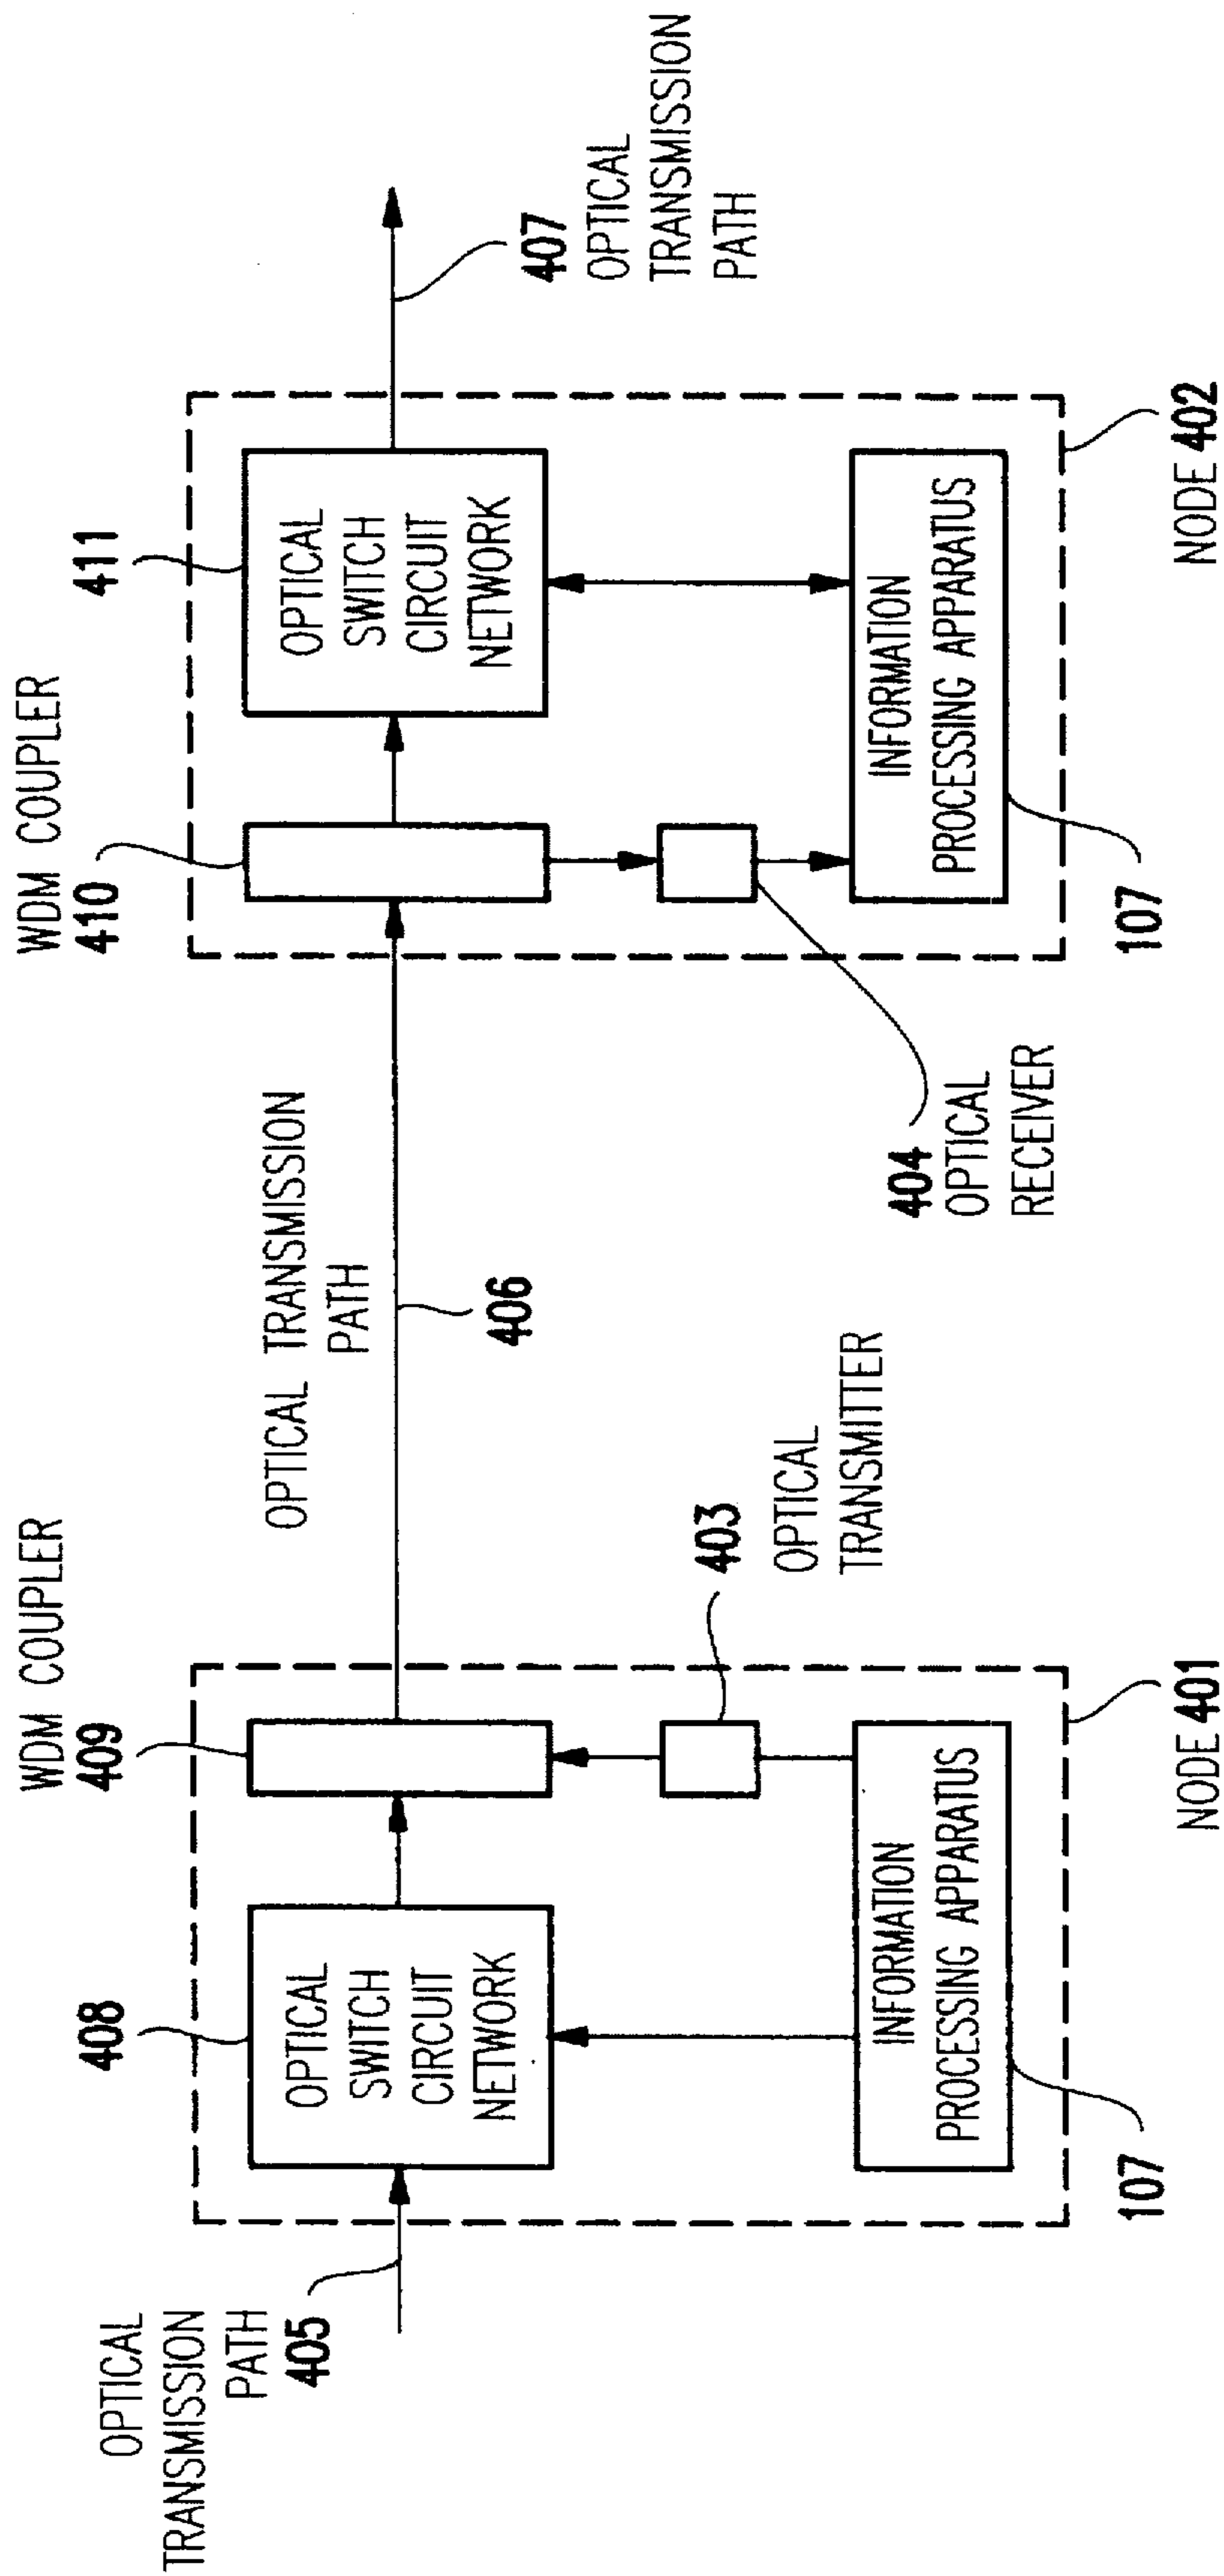 OPTICAL
TRANSMISSION
PATH
405
408
OPTICAL
SWITCH
CIRCUIT
NETWORK
WDM COUPLER
409
403
OPTICAL
TRANSMITTER
INFORMATION
PROCESSING APPARATUS
107
NODE 401
OPTICAL TRANSMISSION
PATH
406
WDM COUPLER
410
411
OPTICAL
SWITCH
CIRCUIT
NETWORK
404
OPTICAL
RECEIVER
INFORMATION
PROCESSING APPARATUS
107
NODE 402
407
OPTICAL
TRANSMISSION
PATH